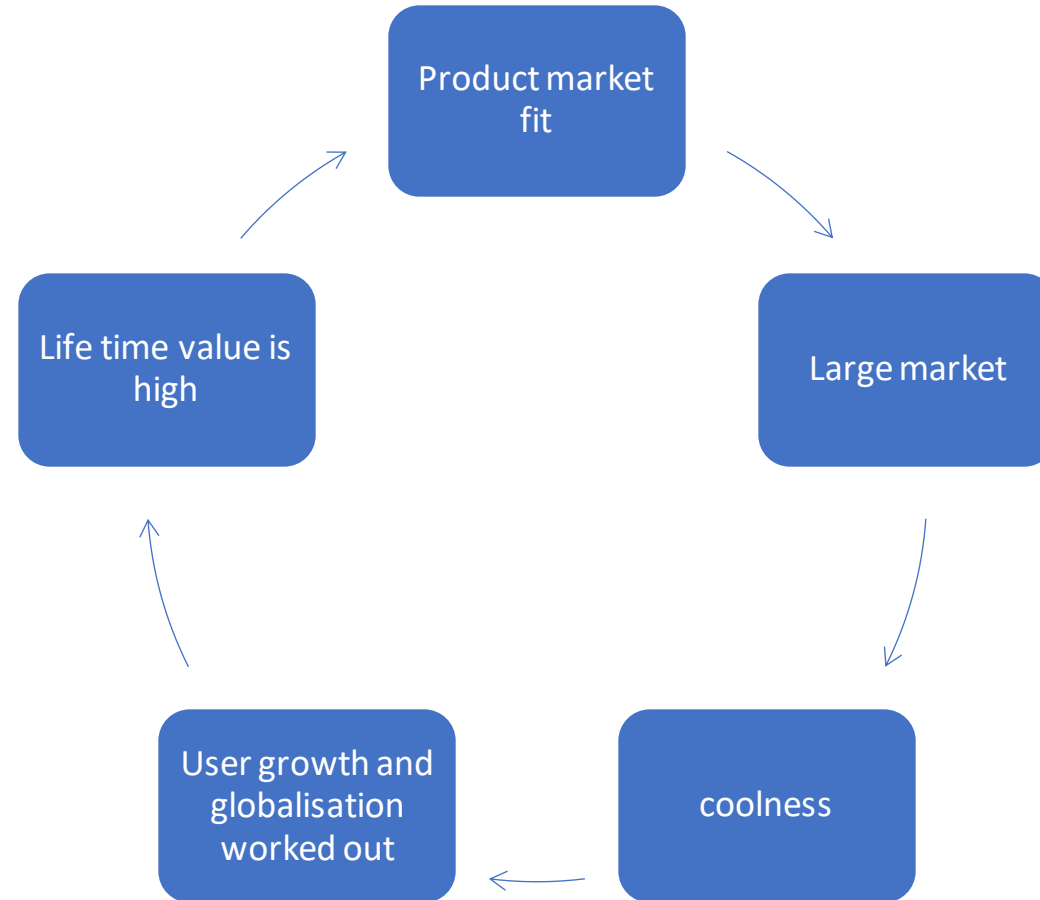 Product market
fit
Large market
coolness
User growth and
globalisation
worked out
Life time value is
high